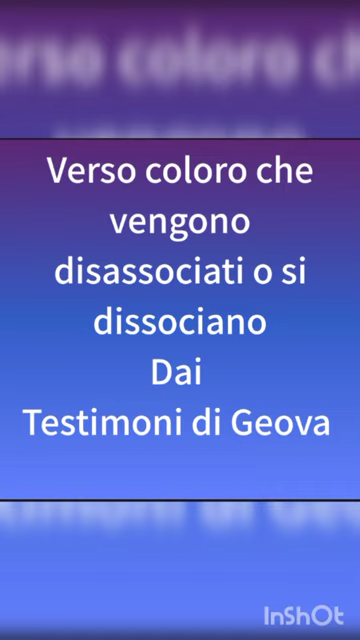 Verso coloro che
vengono
disassociati o si
dissociano
Dai
Testimoni di Geova
InShOt